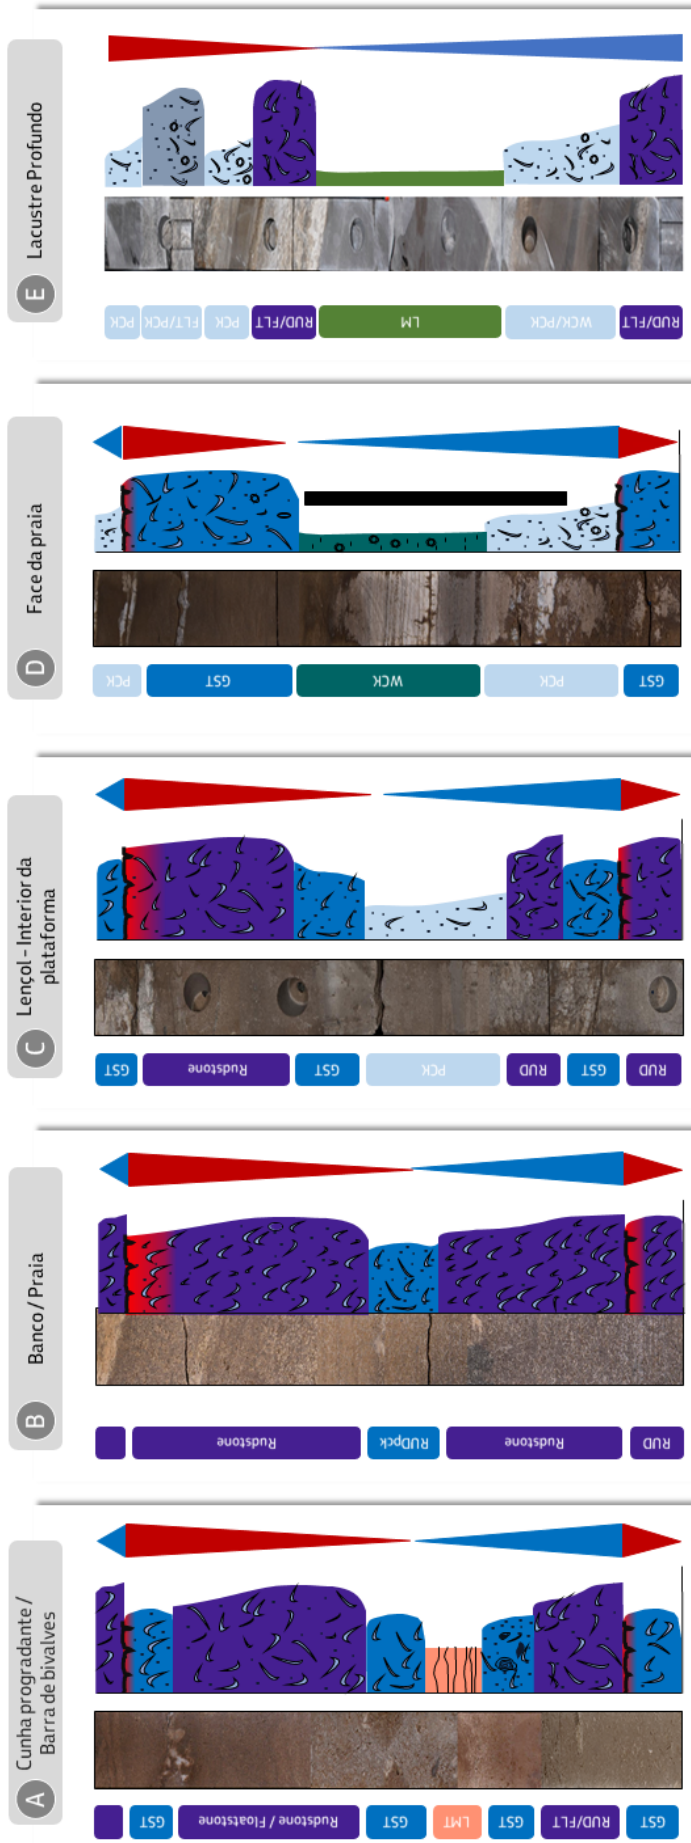 A
Cunha progradante /
Barra de bivalves
GST
Rudstone / Floatstone
GST
LMT
GST
RUD/FLT
GST
B
Banco / Praia
Rudstone
RUDpck
Rudstone
RUD
C
Lençol - Interior da
plataforma
GST
Rudstone
GST
PCK
RUD
GST
RUD
D
Face da praia
PCK
GST
WCK
PCK
GST
E
Lacustre Profundo
PCK
FLT/PCK
PCK
RUD/FLT
LM
WCK/PCK
RUD/FLT